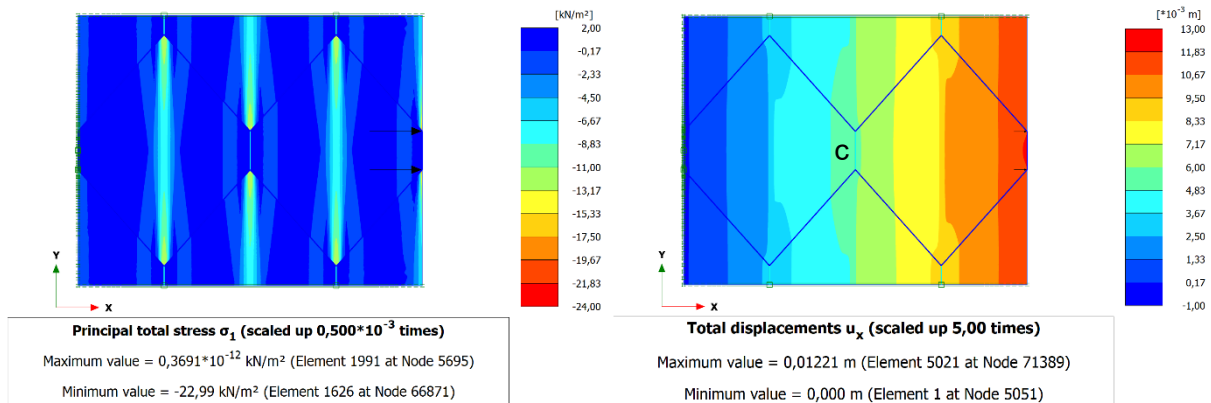 [kN/m²]
2,00
-0,17
-2,33
-4,50
-6,67
-8,83
-11,00
-13,17
-15,33
-17,50
-19,67
-21,83
-24,00
Y
X
Principal total stress σ₁ (scaled up 0,500*10⁻³ times)
Maximum value = 0,3691*10⁻¹² kN/m² (Element 1991 at Node 5695)
Minimum value = -22,99 kN/m² (Element 1626 at Node 66871)
[*10⁻³ m]
13,00
11,83
10,67
9,50
8,33
7,17
6,00
4,83
3,67
2,50
1,33
0,17
-1,00
C
Y
X
Total displacements uₓ (scaled up 5,00 times)
Maximum value = 0,01221 m (Element 5021 at Node 71389)
Minimum value = 0,000 m (Element 1 at Node 5051)